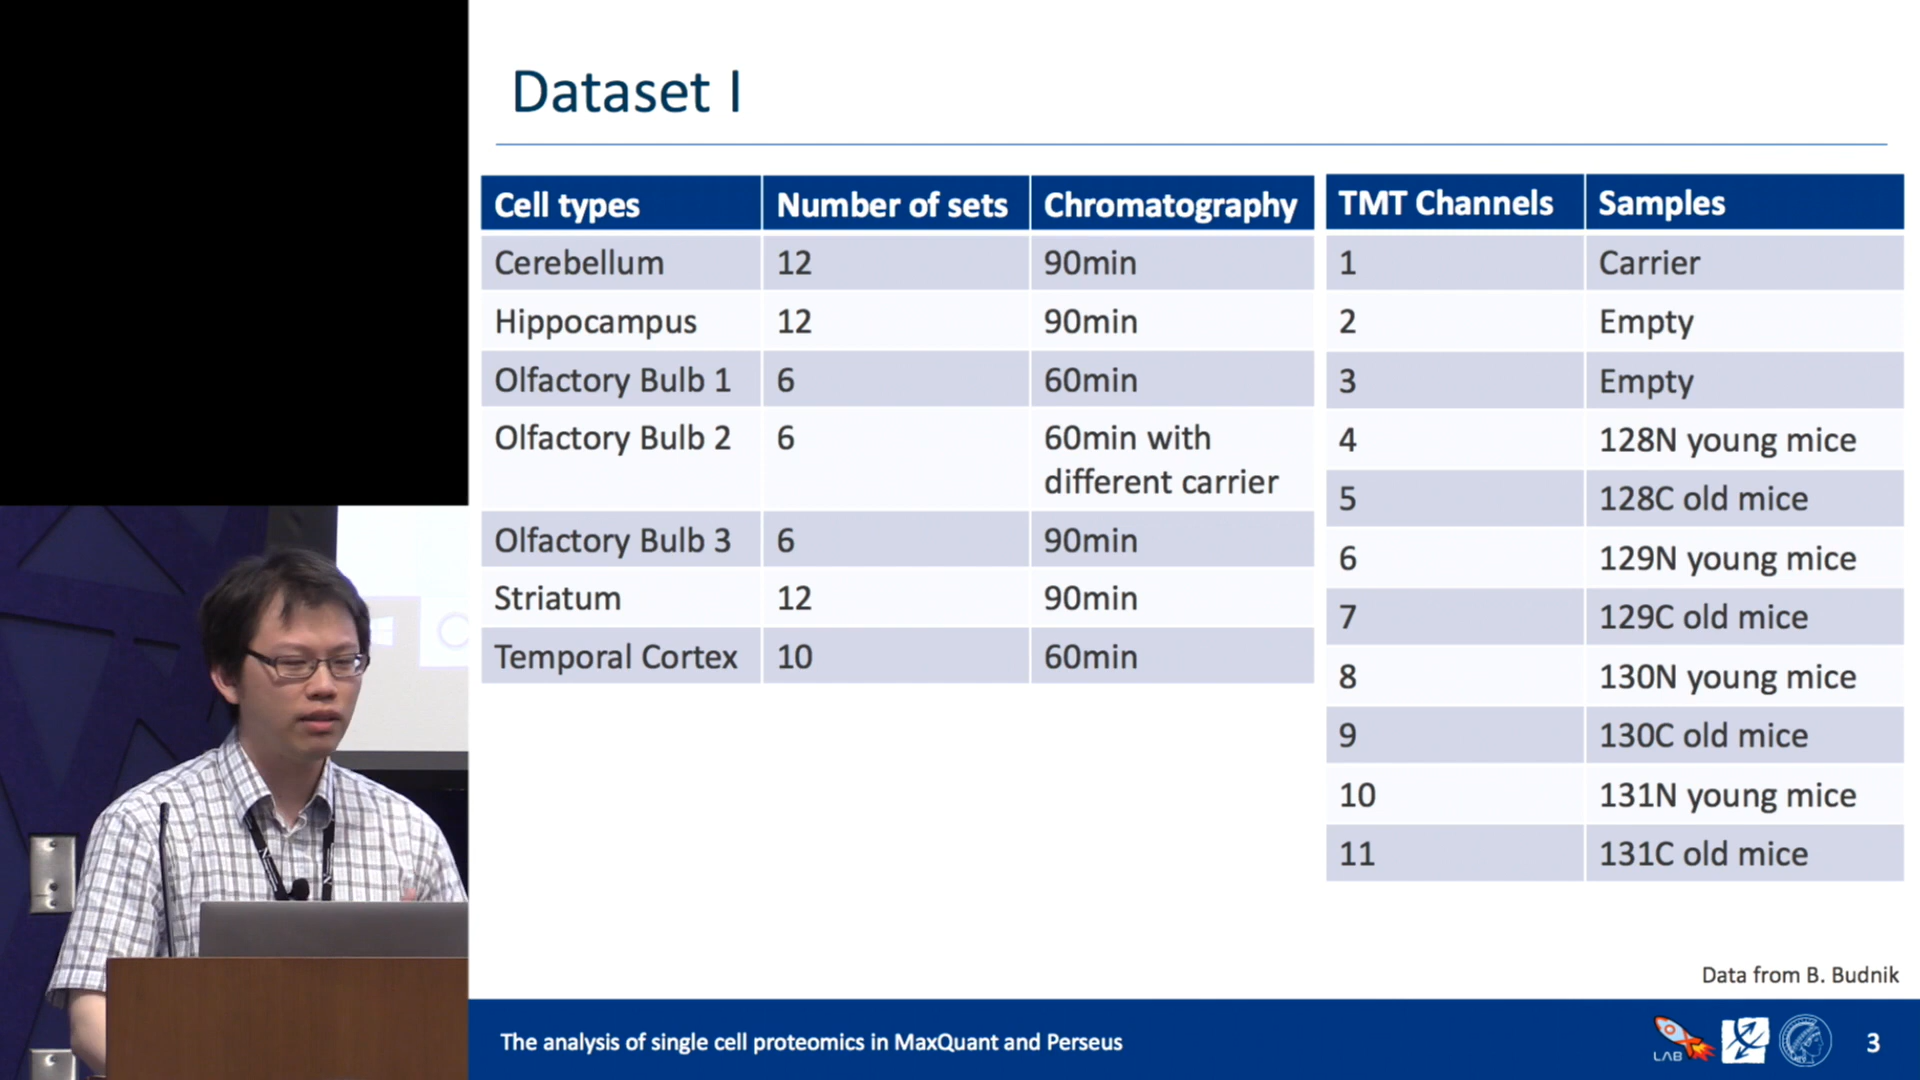 Dataset I
Cell types Number of sets Chromatography
Cerebellum 12 90min
Hippocampus 12 90min
Olfactory Bulb 1 6 60min
Olfactory Bulb 2 6 60min with
different carrier
Olfactory Bulb 3 6 90min
Striatum 12 90min
Temporal Cortex 10 60min
TMT Channels Samples
1 Carrier
2 Empty
3 Empty
4 128N young mice
5 128C old mice
6 129N young mice
7 129C old mice
8 130N young mice
9 130C old mice
10 131N young mice
11 131C old mice
Data from B. Budnik
The analysis of single cell proteomics in MaxQuant and Perseus
LAB
3